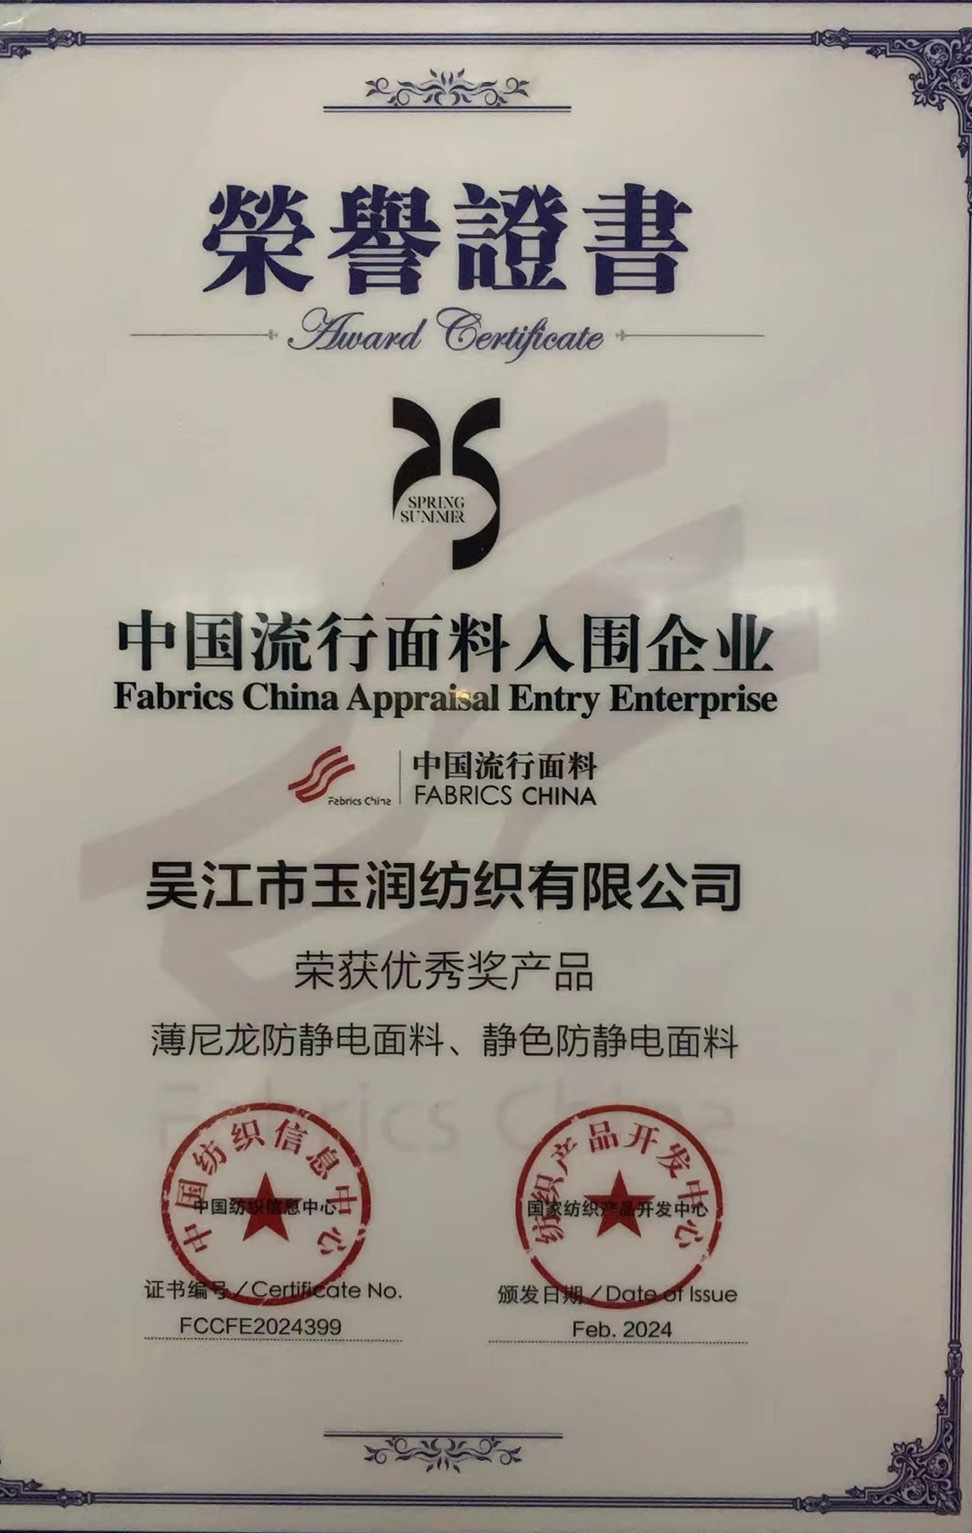 榮譽證書
Award Certificate
25
SPRING
SUMMER
中国流行面料入围企业
Fabrics China Appraisal Entry Enterprise
Fabrics China
中国流行面料
FABRICS CHINA
吴江市玉润纺织有限公司
荣获优秀奖产品
薄尼龙防静电面料、静色防静电面料
Fabrics China
中国纺织信息中心
中国纺织信息中心
纺织产品开发中心
国家纺织产品开发中心
证书编号/Certificate No.
颁发日期/Date of Issue
FCCFE2024399
Feb. 2024